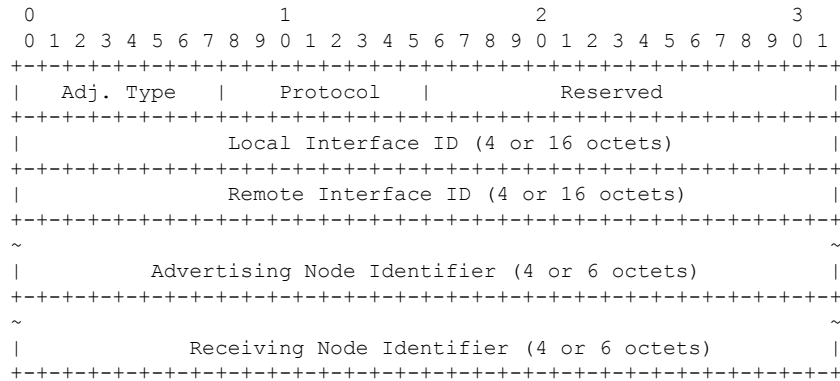 0                   1                   2                   3
 0 1 2 3 4 5 6 7 8 9 0 1 2 3 4 5 6 7 8 9 0 1 2 3 4 5 6 7 8 9 0 1
+-+-+-+-+-+-+-+-+-+-+-+-+-+-+-+-+-+-+-+-+-+-+-+-+-+-+-+-+-+-+-+-+
|   Adj. Type   |    Protocol   |          Reserved             |
+-+-+-+-+-+-+-+-+-+-+-+-+-+-+-+-+-+-+-+-+-+-+-+-+-+-+-+-+-+-+-+-+
|                Local Interface ID (4 or 16 octets)            |
+-+-+-+-+-+-+-+-+-+-+-+-+-+-+-+-+-+-+-+-+-+-+-+-+-+-+-+-+-+-+-+-+
|                Remote Interface ID (4 or 16 octets)           |
+-+-+-+-+-+-+-+-+-+-+-+-+-+-+-+-+-+-+-+-+-+-+-+-+-+-+-+-+-+-+-+-+
~                                                               ~
|          Advertising Node Identifier (4 or 6 octets)          |
+-+-+-+-+-+-+-+-+-+-+-+-+-+-+-+-+-+-+-+-+-+-+-+-+-+-+-+-+-+-+-+-+
~                                                               ~
|             Receiving Node Identifier (4 or 6 octets)         |
+-+-+-+-+-+-+-+-+-+-+-+-+-+-+-+-+-+-+-+-+-+-+-+-+-+-+-+-+-+-+-+-+